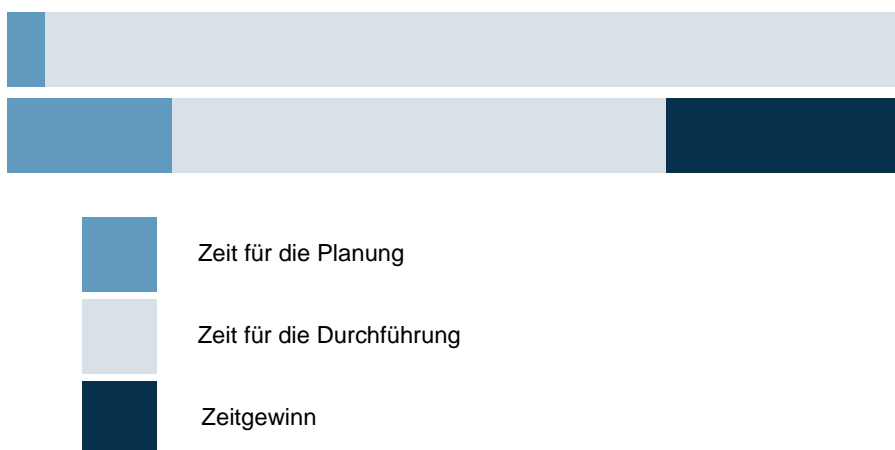 Zeit für die Planung
Zeit für die Durchführung
Zeitgewinn